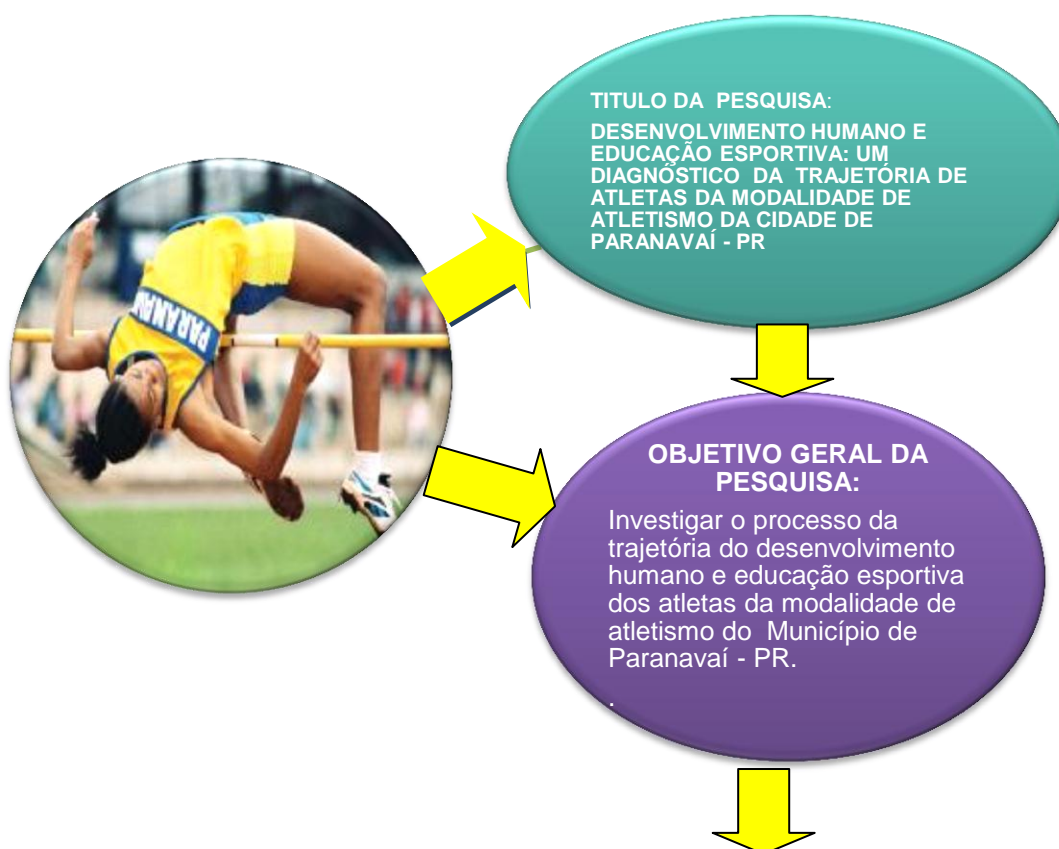 TITULO DA PESQUISA:
DESENVOLVIMENTO HUMANO E
EDUCAÇÃO ESPORTIVA: UM
DIAGNÓSTICO DA TRAJETÓRIA DE
ATLETAS DA MODALIDADE DE
ATLETISMO DA CIDADE DE
PARANAVAÍ - PR
PARANAV
OBJETIVO GERAL DA
PESQUISA:
Investigar o processo da
trajetória do desenvolvimento
humano e educação esportiva
dos atletas da modalidade de
atletismo do Município de
Paranavaí - PR.
.